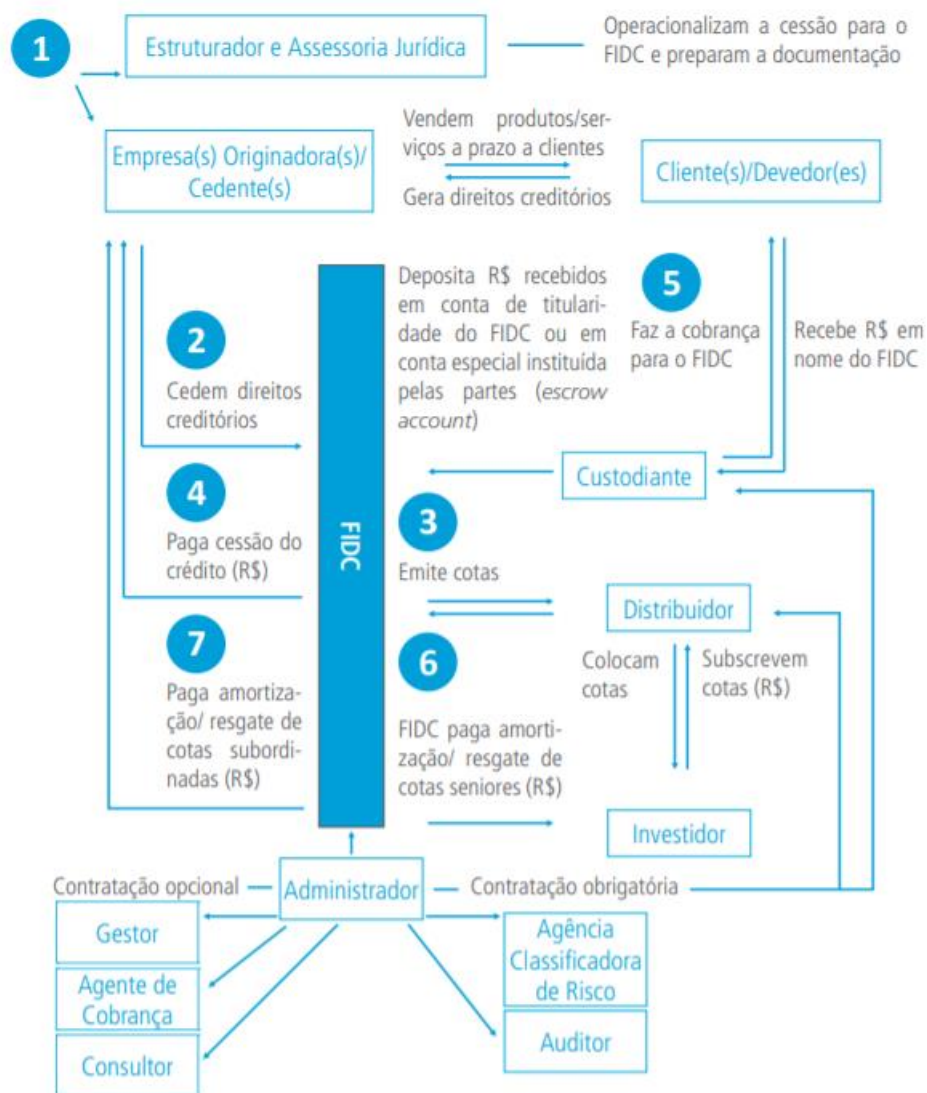 1
Estruturador e Assessoria Jurídica
Operacionalizam a cessão para o
FIDC e preparam a documentação
Empresa(s) Originadora(s)/
Cedente(s)
Vendem produtos/ser-
viços a prazo a clientes
Gera direitos creditórios
Cliente(s)/Devedor(es)
2
Cedem direitos
creditórios
FIDC
Deposita R$ recebidos
em conta de titulari-
dade do FIDC ou em
conta especial instituída
pelas partes (escrow
account)
5
Faz a cobrança
para o FIDC
Recebe R$ em
nome do FIDC
Custodiante
4
Paga cessão do
crédito (R$)
3
Emite cotas
Distribuidor
Colocam
cotas
Subscrevem
cotas (R$)
7
Paga amortiza-
ção/ resgate de
cotas subordi-
nadas (R$)
6
FIDC paga amorti-
zação/ resgate de
cotas seniores (R$)
Investidor
Contratação opcional
Administrador
Contratação obrigatória
Gestor
Agente de
Cobrança
Consultor
Agência
Classificadora
de Risco
Auditor